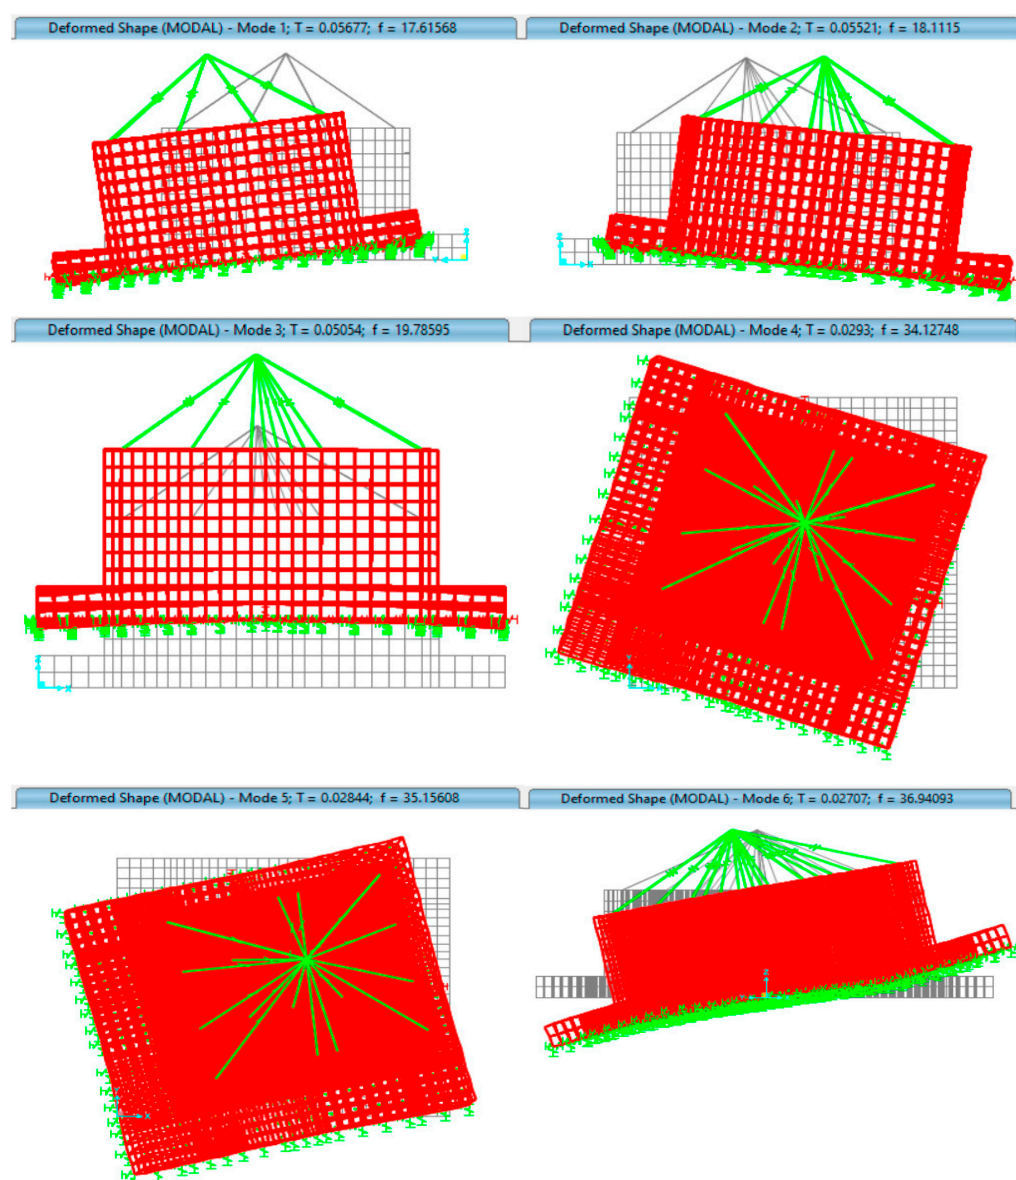 Deformed Shape (MODAL) - Mode 1; T = 0.05677; f = 17.61568
Deformed Shape (MODAL) - Mode 2; T = 0.05521; f = 18.1115
Deformed Shape (MODAL) - Mode 3; T = 0.05054; f = 19.78595
Deformed Shape (MODAL) - Mode 4; T = 0.0293; f = 34.12748
Deformed Shape (MODAL) - Mode 5; T = 0.02844; f = 35.15608
Deformed Shape (MODAL) - Mode 6; T = 0.02707; f = 36.94093